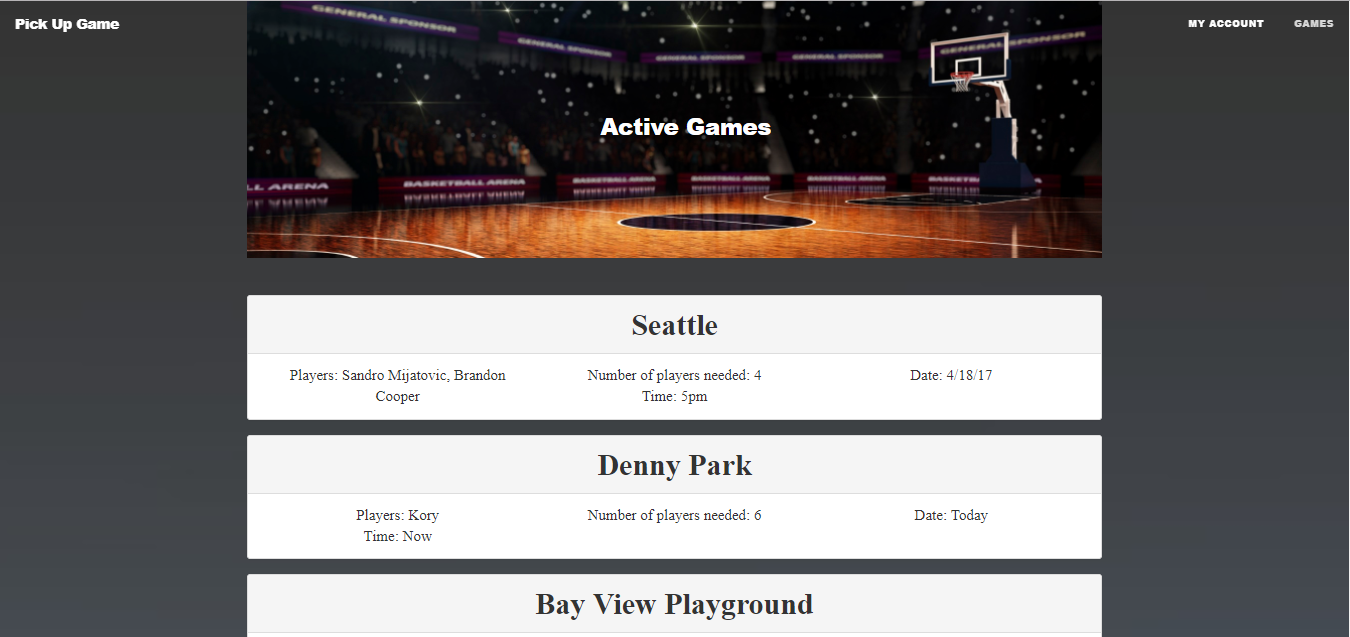 Pick Up Game
MY ACCOUNT
GAMES
GENERAL SPONSOR
GENERAL SPONSOR
GENERAL SPONSOR
GENERAL SPONSOR
GENERAL SPONSOR
Active Games
LL ARENA
BASKETBALL ARENA
BASKETBALL ARENA
BASKETBALL ARENA
BASKETBALL ARENA
Seattle
Players: Sandro Mijatovic, Brandon
Cooper
Number of players needed: 4
Time: 5pm
Date: 4/18/17
Denny Park
Players: Kory
Time: Now
Number of players needed: 6
Date: Today
Bay View Playground